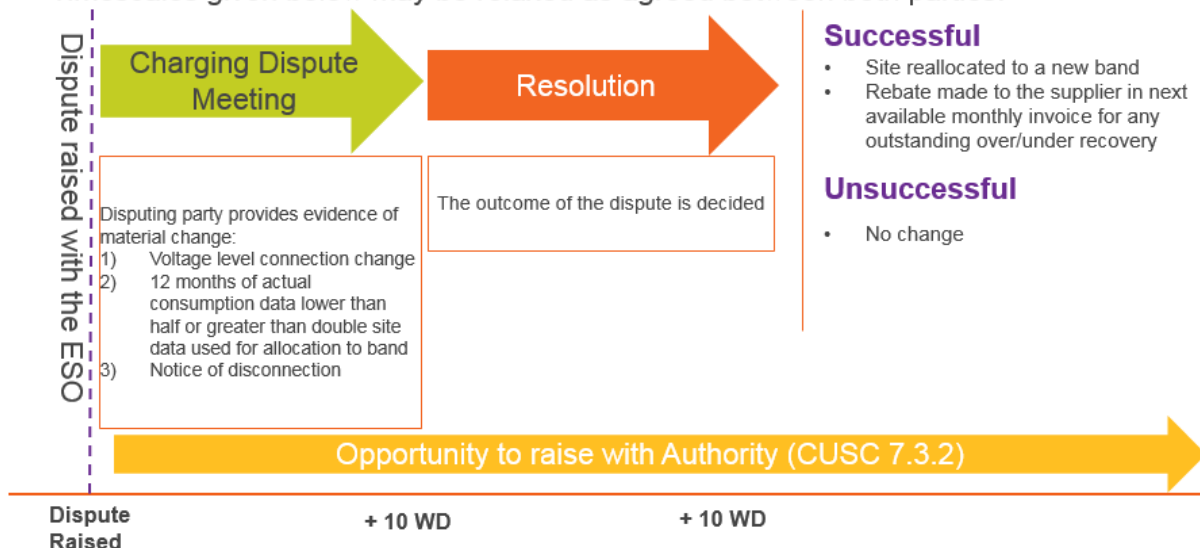 Dispute raised with the ESO
Charging Dispute
Meeting
Resolution
Successful
• Site reallocated to a new band
• Rebate made to the supplier in next
available monthly invoice for any
outstanding over/under recovery
Unsuccessful
• No change
Disputing party provides evidence of
material change:
1) Voltage level connection change
2) 12 months of actual
consumption data lower than
half or greater than double site
data used for allocation to band
3) Notice of disconnection
The outcome of the dispute is decided
Opportunity to raise with Authority (CUSC 7.3.2)
Dispute
Raised
+ 10 WD
+ 10 WD